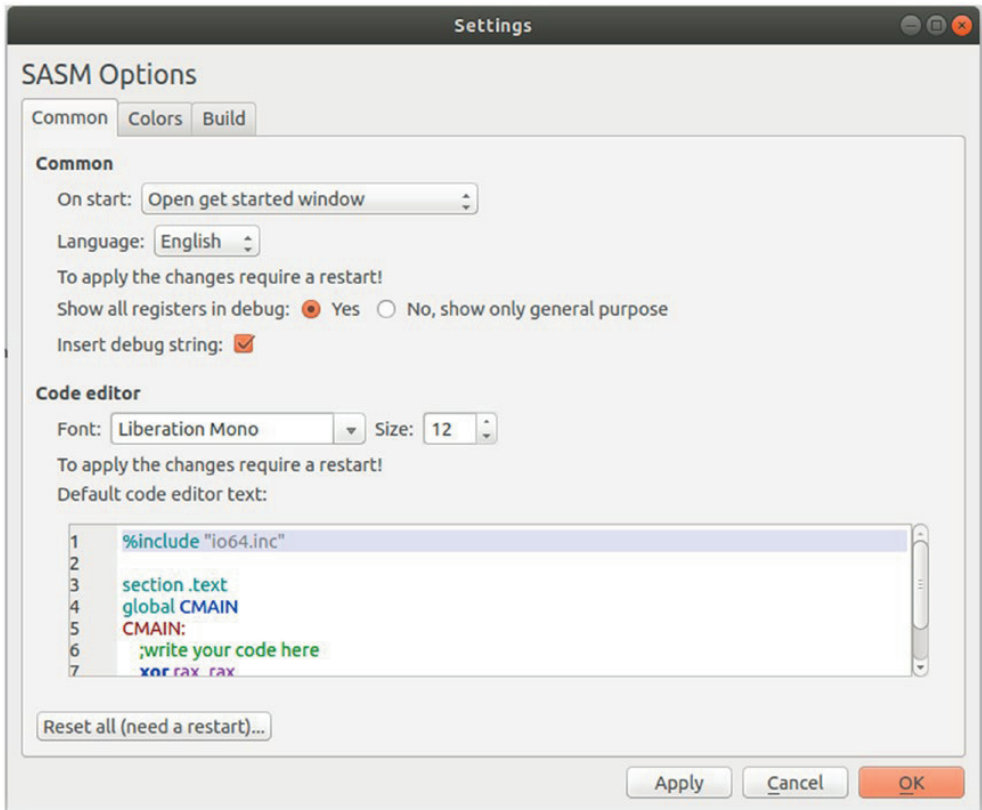 Settings
SASM Options
Common Colors Build
Common
On start: Open get started window
Language: English
To apply the changes require a restart!
Show all registers in debug: Yes No, show only general purpose
Insert debug string:
Code editor
Font: Liberation Mono Size: 12
To apply the changes require a restart!
Default code editor text:
1 %include "io64.inc"
2
3 section .text
4 global CMAIN
5 CMAIN:
6 ;write your code here
7 xor rax, rax
Reset all (need a restart)...
Apply Cancel OK